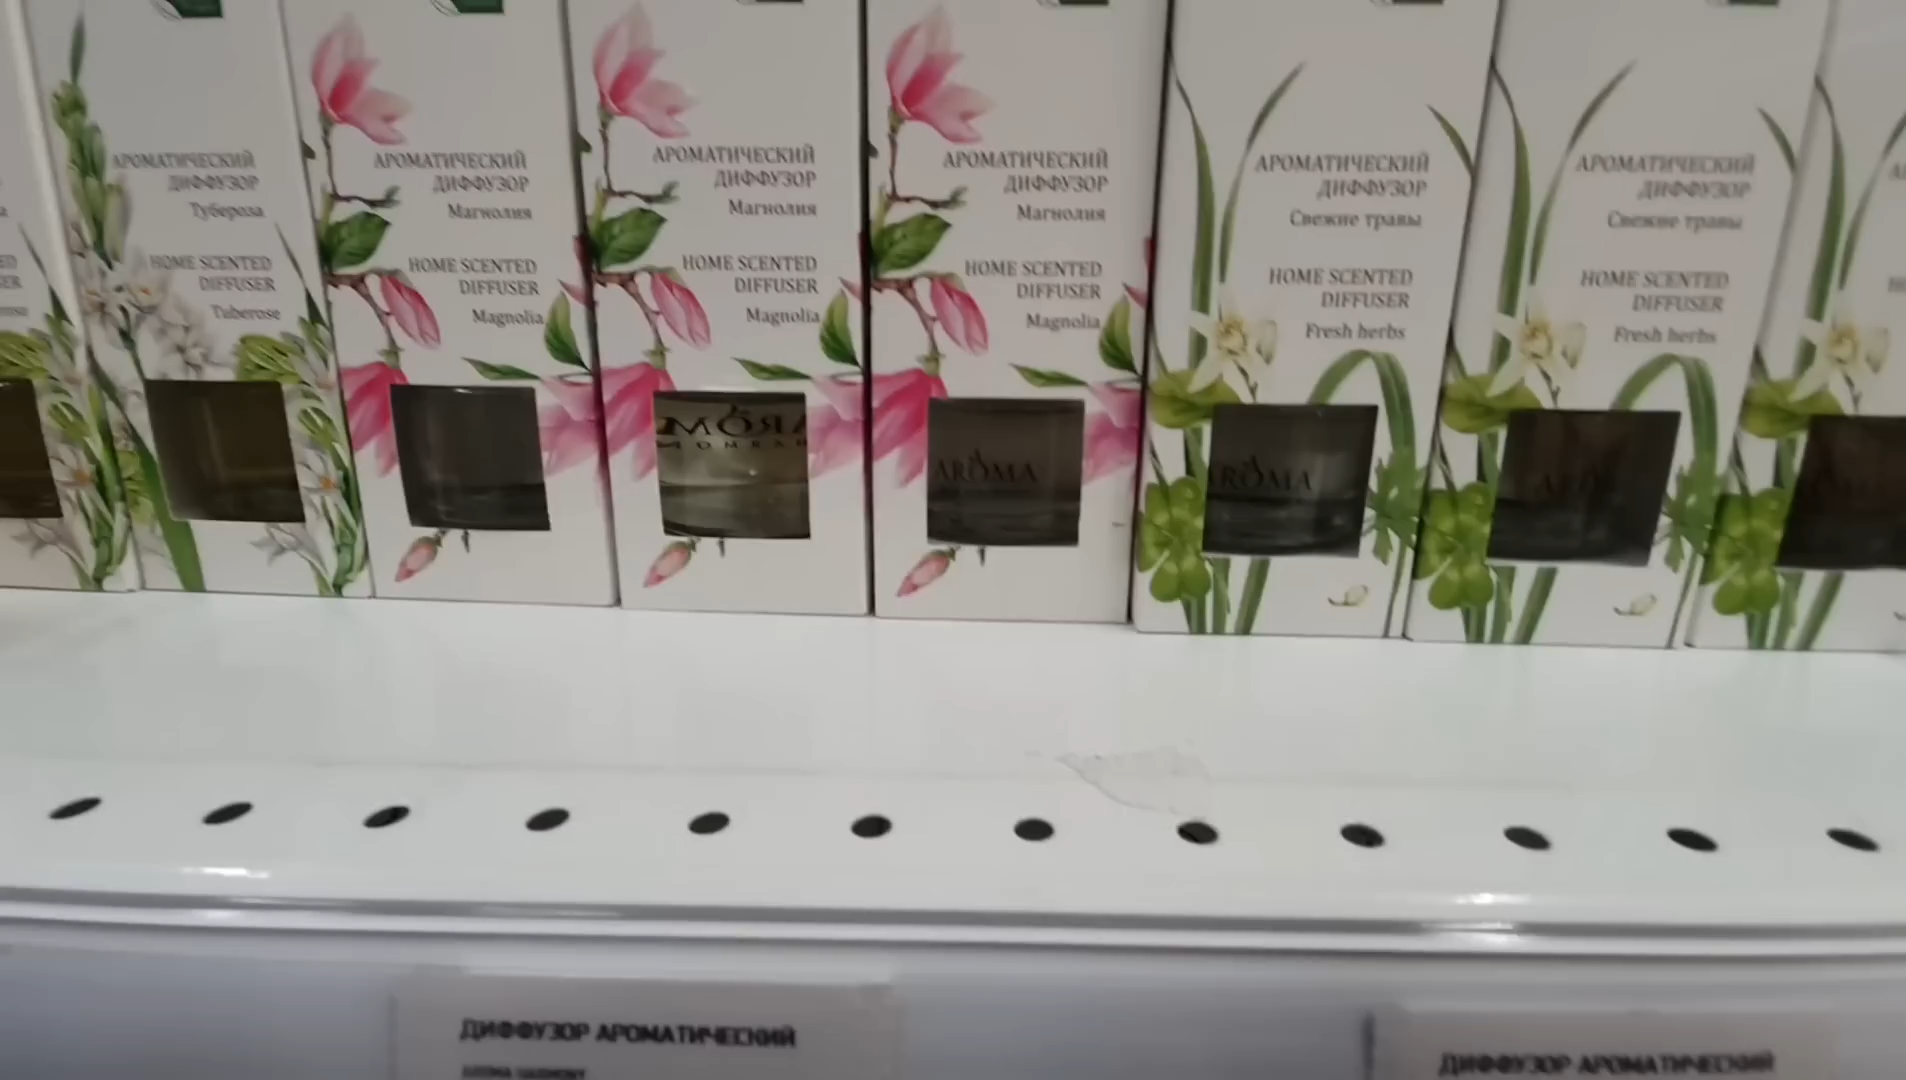 АРОМАТИЧЕСКИЙ
ДИФФУЗОР
Тубероза
HOME SCENTED
DIFFUSER
Tuberose
АРОМАТИЧЕСКИЙ
ДИФФУЗОР
Магнолия
HOME SCENTED
DIFFUSER
Magnolia
АРОМАТИЧЕСКИЙ
ДИФФУЗОР
Магнолия
HOME SCENTED
DIFFUSER
Magnolia
АРОМАТИЧЕСКИЙ
ДИФФУЗОР
Магнолия
HOME SCENTED
DIFFUSER
Magnolia
AROMA
АРОМАТИЧЕСКИЙ
ДИФФУЗОР
Свежие травы
HOME SCENTED
DIFFUSER
Fresh herbs
AROMA
АРОМАТИЧЕСКИЙ
ДИФФУЗОР
Свежие травы
HOME SCENTED
DIFFUSER
Fresh herbs
ДИФФУЗОР АРОМАТИЧЕСКИЙ
ДИФФУЗОР АРОМАТИЧЕСКИЙ